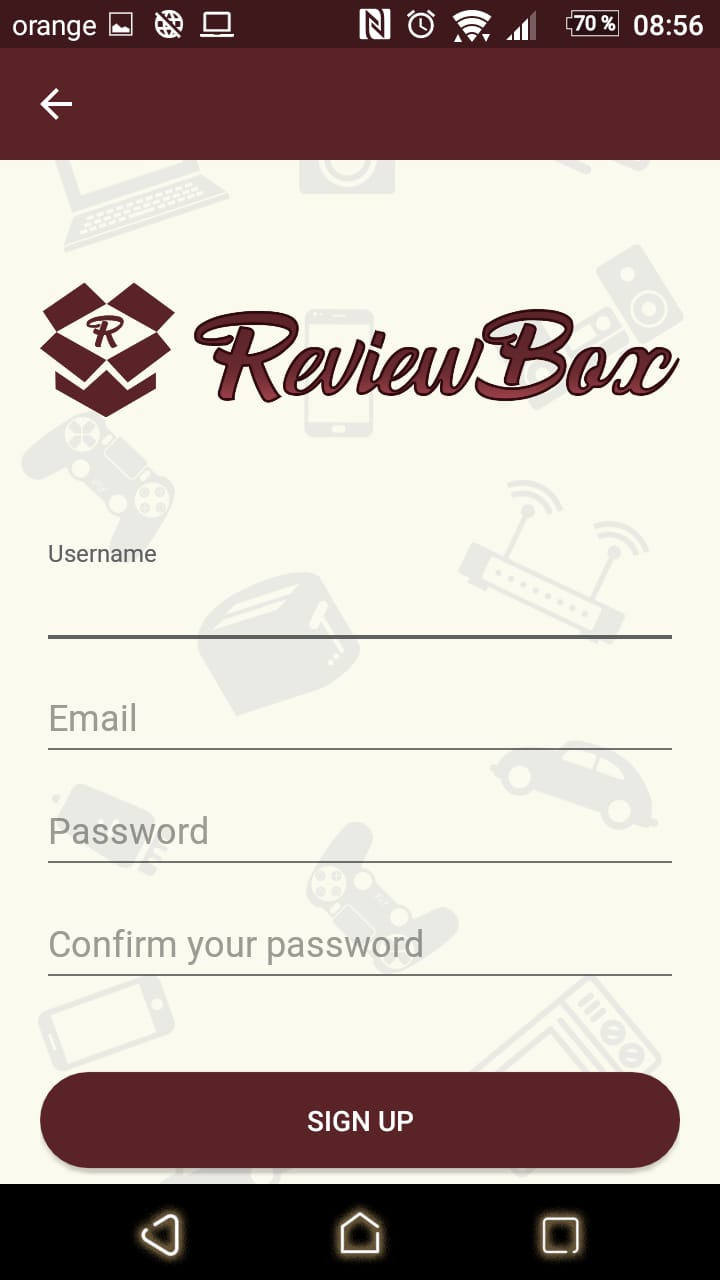 orange 70 % 08:56
R ReviewBox
Username
Email
Password
Confirm your password
SIGN UP